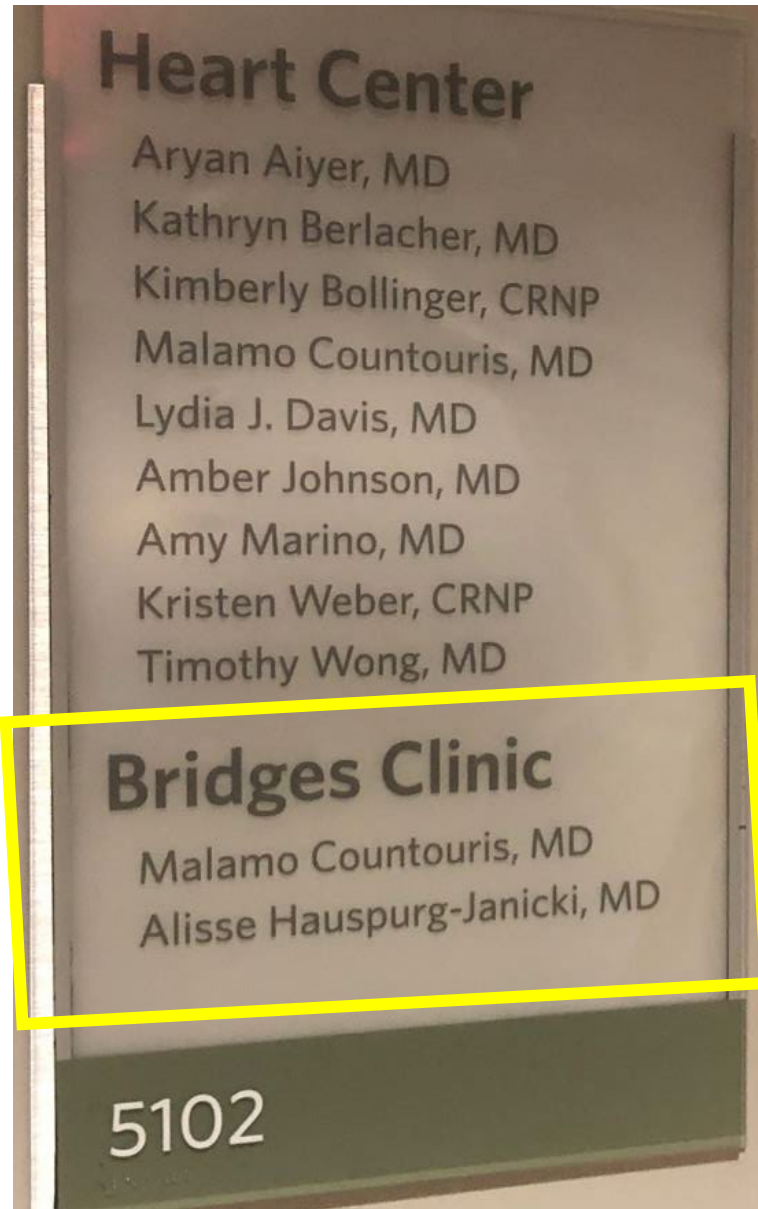 Heart Center
Aryan Aiyer, MD
Kathryn Berlacher, MD
Kimberly Bollinger, CRNP
Malamo Countouris, MD
Lydia J. Davis, MD
Amber Johnson, MD
Amy Marino, MD
Kristen Weber, CRNP
Timothy Wong, MD
Bridges Clinic
Malamo Countouris, MD
Alisse Hauspurg-Janicki, MD
5102